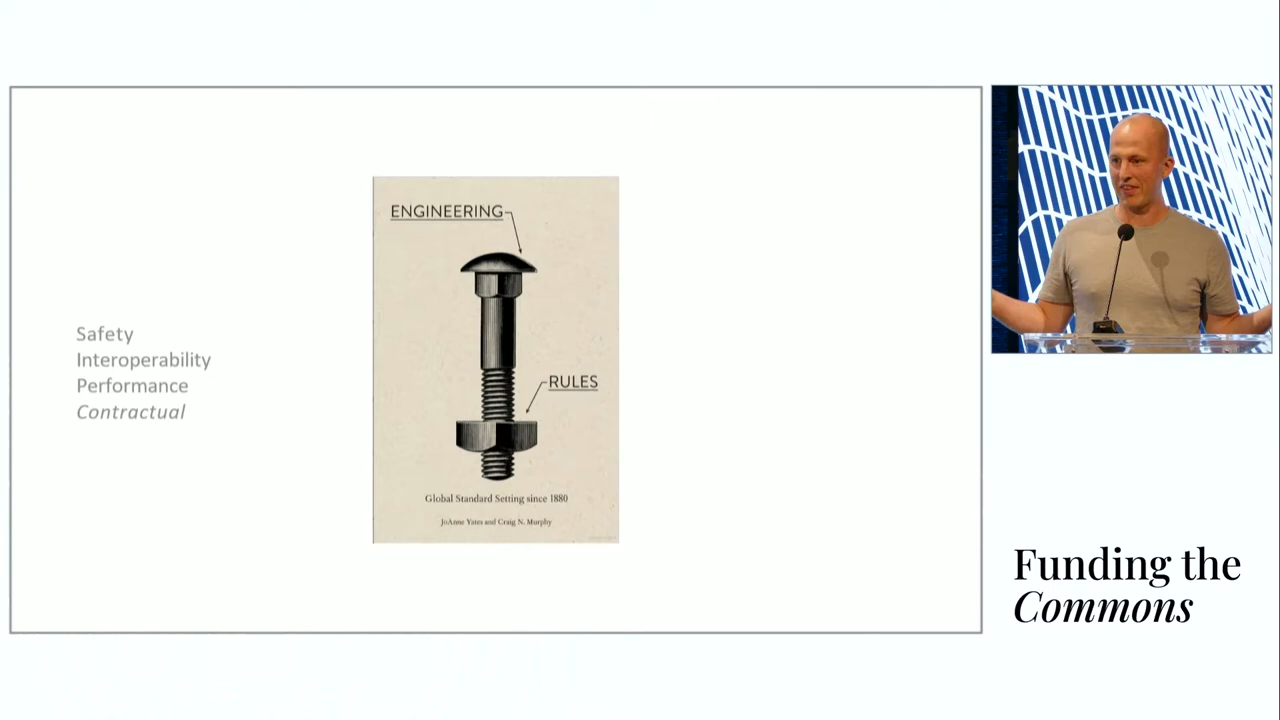 Safety
Interoperability
Performance
Contractual
ENGINEERING
RULES
Global Standard Setting since 1880
JoAnne Yates and Craig N. Murphy
Funding the
Commons